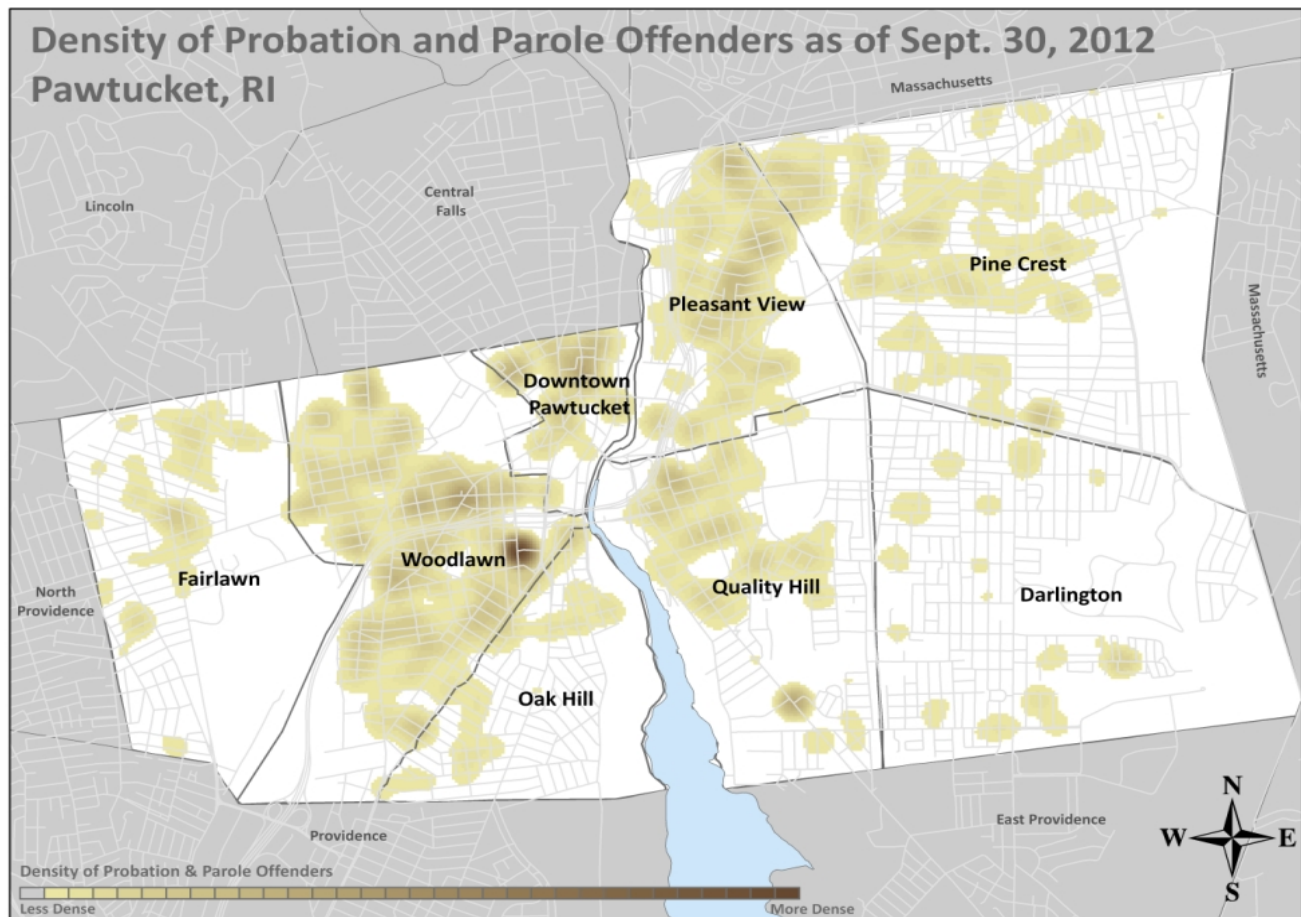 Density of Probation and Parole Offenders as of Sept. 30, 2012
Pawtucket, RI
Massachusetts
Lincoln
Central
Falls
Pine Crest
Massachusetts
Pleasant View
Downtown
Pawtucket
Woodlawn
Fairlawn
North
Providence
Quality Hill
Darlington
Oak Hill
Providence
East Providence
N
W
E
S
Density of Probation & Parole Offenders
Less Dense
More Dense